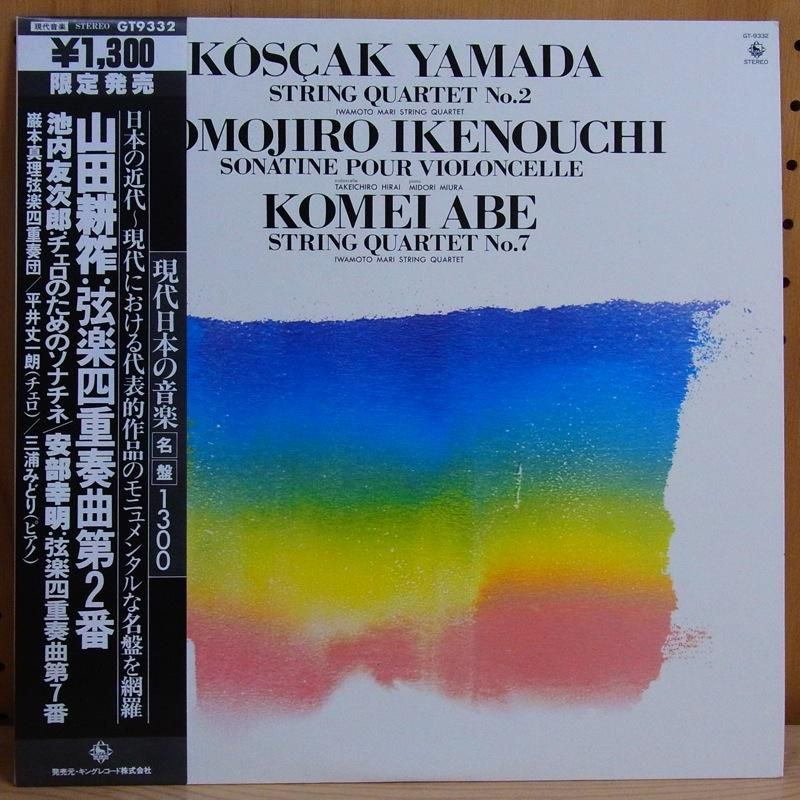 現代音楽 STEREO GT9332
¥1,300
限定発売
現代日本の音楽名盤1300
日本の近代~現代における代表的作品のモニュメンタルな名盤を網羅
山田耕筰:弦楽四重奏曲第2番
池内友次郎:チェロのためのソナチネ/安部幸明:弦楽四重奏曲第7番
巌本真理弦楽四重奏団/平井丈一朗(チェロ)/三浦みどり(ピアノ)
発売元・キングレコード株式会社
KÔSÇAK YAMADA
STRING QUARTET No.2
IWAMOTO MARI STRING QUARTET
OMOJIRO IKENOUCHI
SONATINE POUR VIOLONCELLE
violoncelle piano
TAKEICHIRO HIRAI MIDORI MIURA
KOMEI ABE
STRING QUARTET No.7
IWAMOTO MARI STRING QUARTET
GT-9332
STEREO